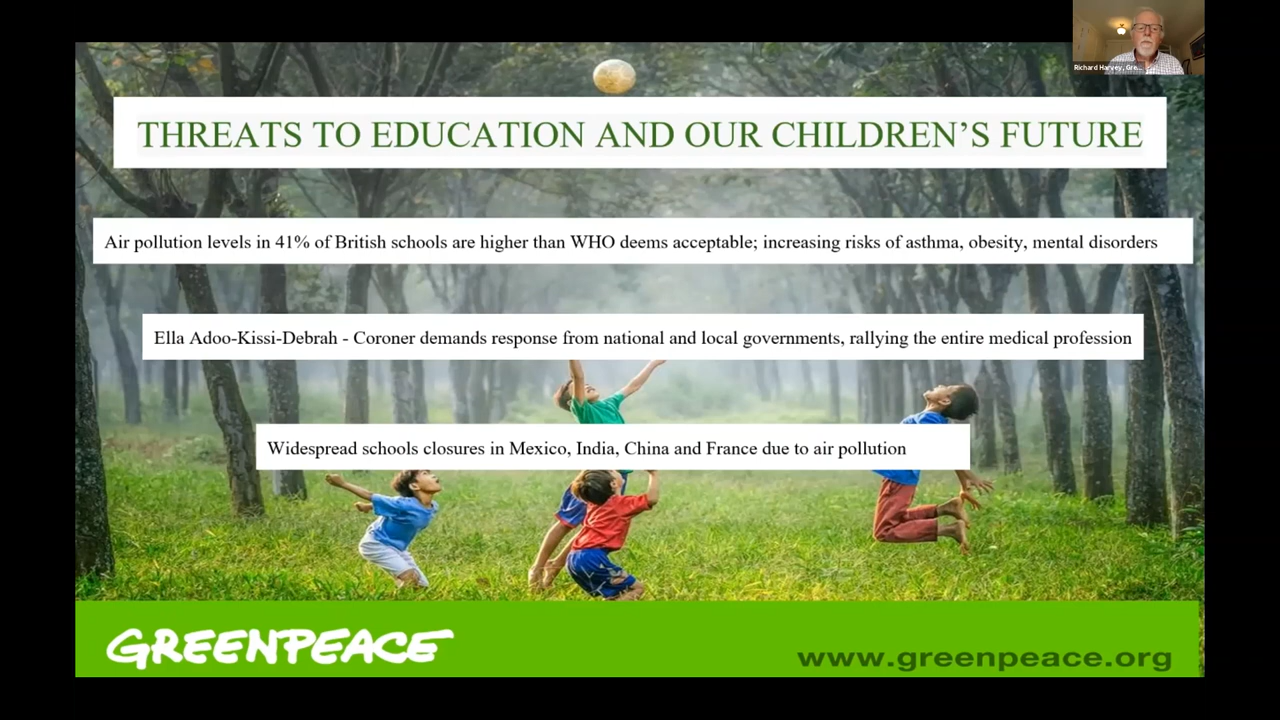 Richard Harvey, Gre...
THREATS TO EDUCATION AND OUR CHILDREN’S FUTURE
Air pollution levels in 41% of British schools are higher than WHO deems acceptable; increasing risks of asthma, obesity, mental disorders
Ella Adoo-Kissi-Debrah - Coroner demands response from national and local governments, rallying the entire medical profession
Widespread schools closures in Mexico, India, China and France due to air pollution
GREENPEACE
www.greenpeace.org